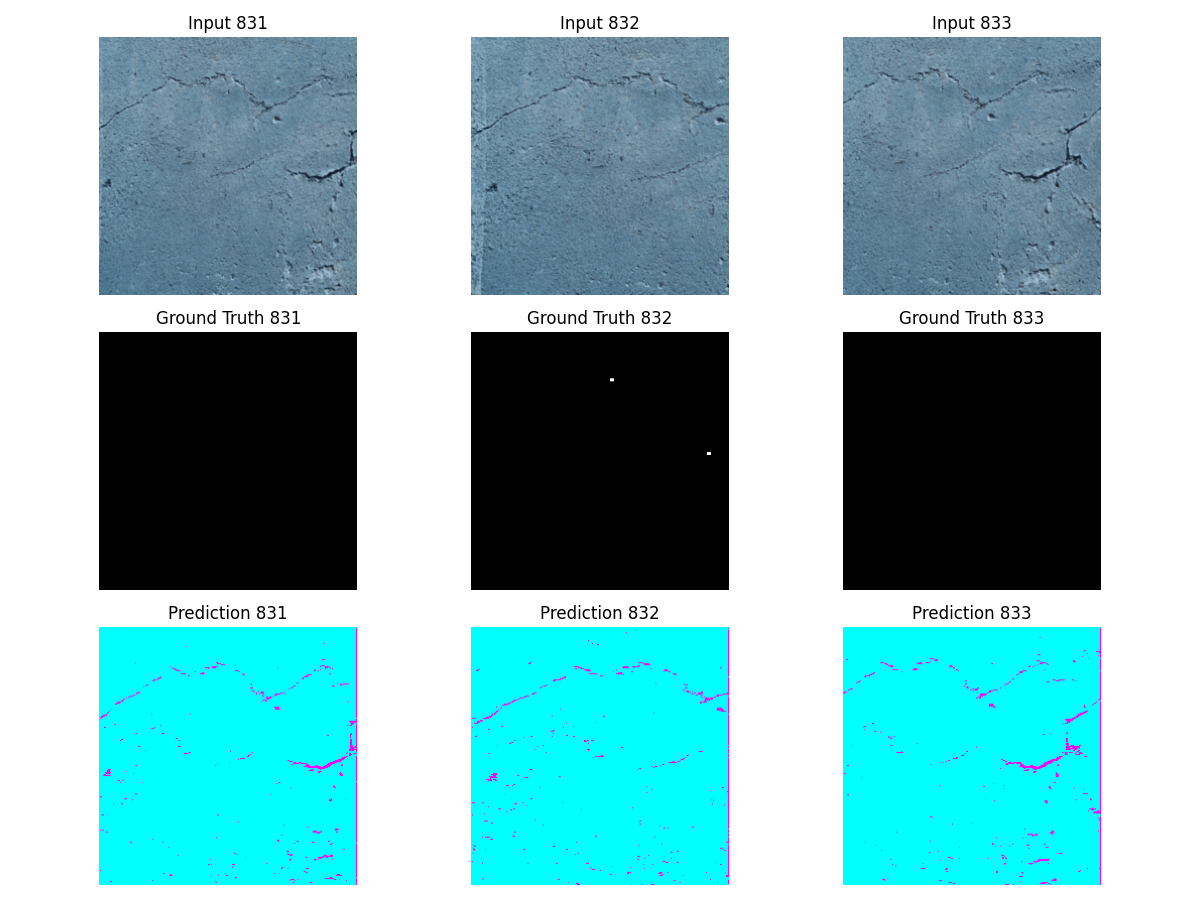 Input 831
Input 832
Input 833
Ground Truth 831
Ground Truth 832
Ground Truth 833
Prediction 831
Prediction 832
Prediction 833